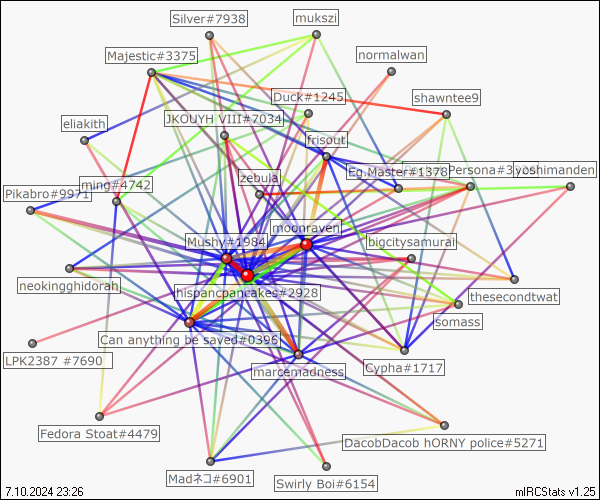 Silver#7938
mukszi
Majestic#3375
normalwan
Duck#1245
shawntee9
JKOUYH VIII#7034
eliakith
frisout
Eg.Master#1378
Persona#3
yoshimanden
zebula
ming#4742
Pikabro#9971
moonraven
Mushy#1984
bigcitysamurai
neokingghidorah
hispancpancakes#2928
thesecondtwat
somass
Can anything be saved#0396
LPK2387 #7690
Cypha#1717
marcemadness
Fedora Stoat#4479
DacobDacob hORNY police#5271
Madネコ#6901
Swirly Boi#6154
7.10.2024 23:26
mIRCStats v1.25